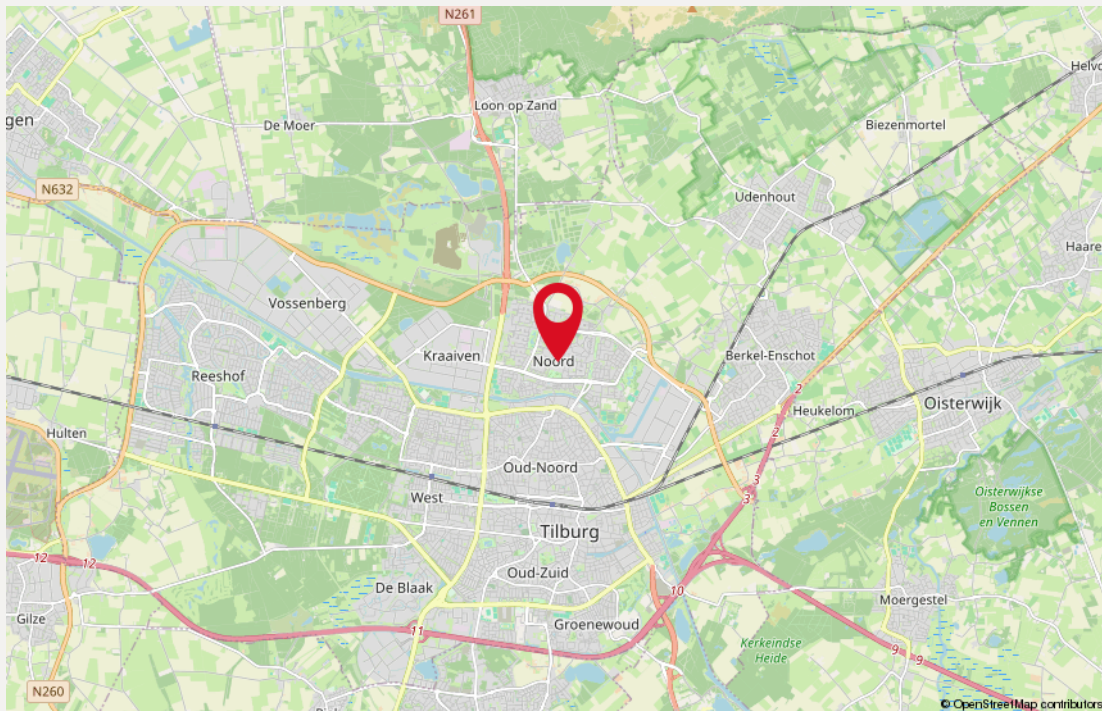 N261
Loon op Zand
De Moer
Helvo
gen
Biezenmortel
N632
Udenhout
Haare
Vossenberg
Kraaiven
Noord
Berkel-Enschot
Reeshof
2
Heukelom
Oisterwijk
2
Hulten
Oud-Noord
3
3
West
Oisterwijkse
Bossen
en Vennen
Tilburg
12
12
Oud-Zuid
De Blaak
10
Moergestel
Gilze
Groenewoud
11
Kerkeindse
Heide
9
9
N260
© OpenStreetMap contributors